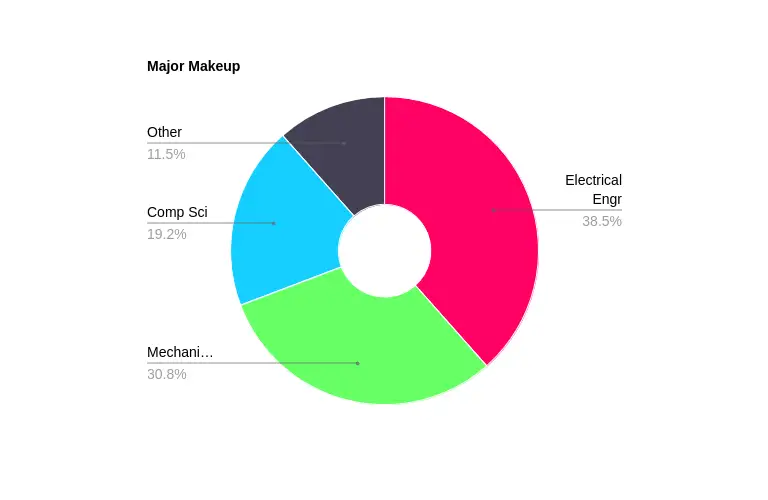 Major Makeup
Other
11.5%
Comp Sci
19.2%
Mechani…
30.8%
Electrical
Engr
38.5%